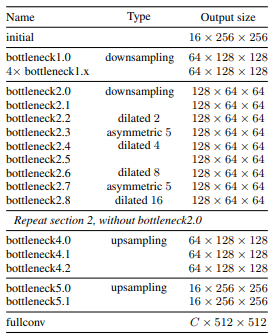 Name Type Output size
initial 16 × 256 × 256
bottleneck1.0 downsampling 64 × 128 × 128
4× bottleneck1.x 64 × 128 × 128
bottleneck2.0 downsampling 128 × 64 × 64
bottleneck2.1 128 × 64 × 64
bottleneck2.2 dilated 2 128 × 64 × 64
bottleneck2.3 asymmetric 5 128 × 64 × 64
bottleneck2.4 dilated 4 128 × 64 × 64
bottleneck2.5 128 × 64 × 64
bottleneck2.6 dilated 8 128 × 64 × 64
bottleneck2.7 asymmetric 5 128 × 64 × 64
bottleneck2.8 dilated 16 128 × 64 × 64
Repeat section 2, without bottleneck2.0
bottleneck4.0 upsampling 64 × 128 × 128
bottleneck4.1 64 × 128 × 128
bottleneck4.2 64 × 128 × 128
bottleneck5.0 upsampling 16 × 256 × 256
bottleneck5.1 16 × 256 × 256
fullconv C × 512 × 512